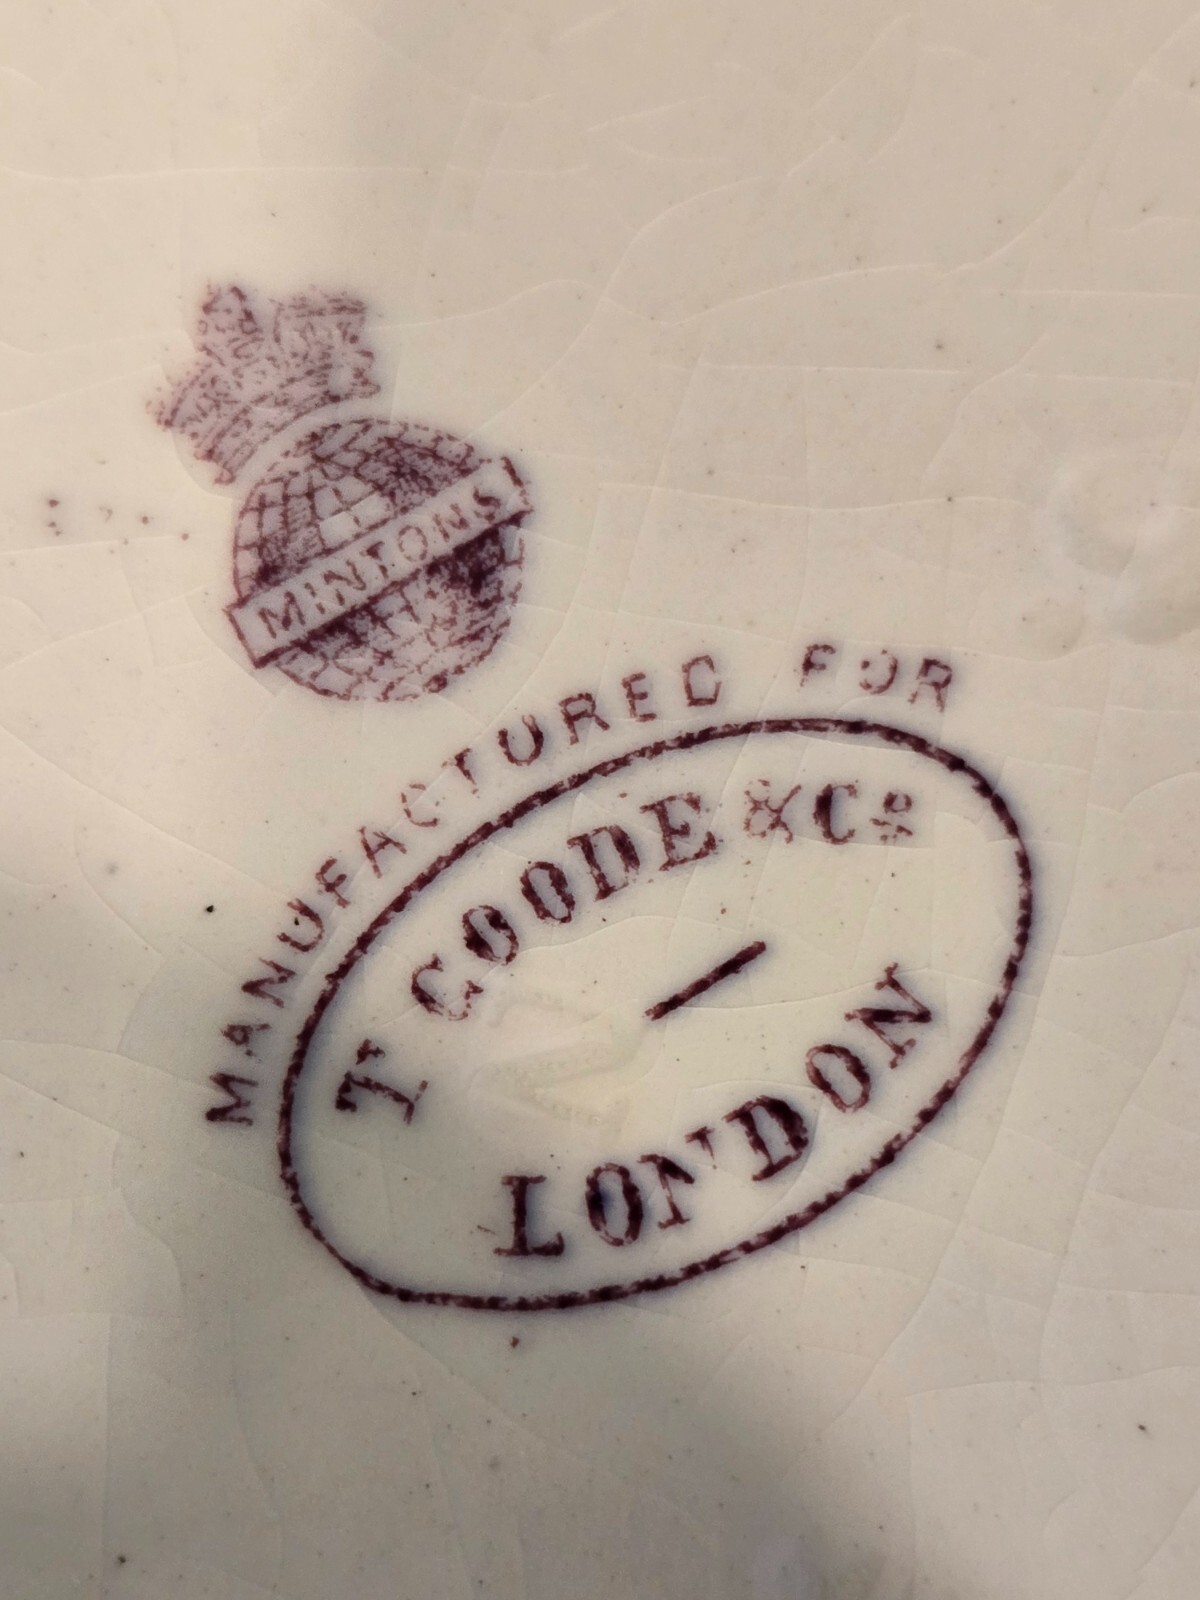 MINTONS
MANUFACTURED FOR
T. GOODE & Co
LONDON